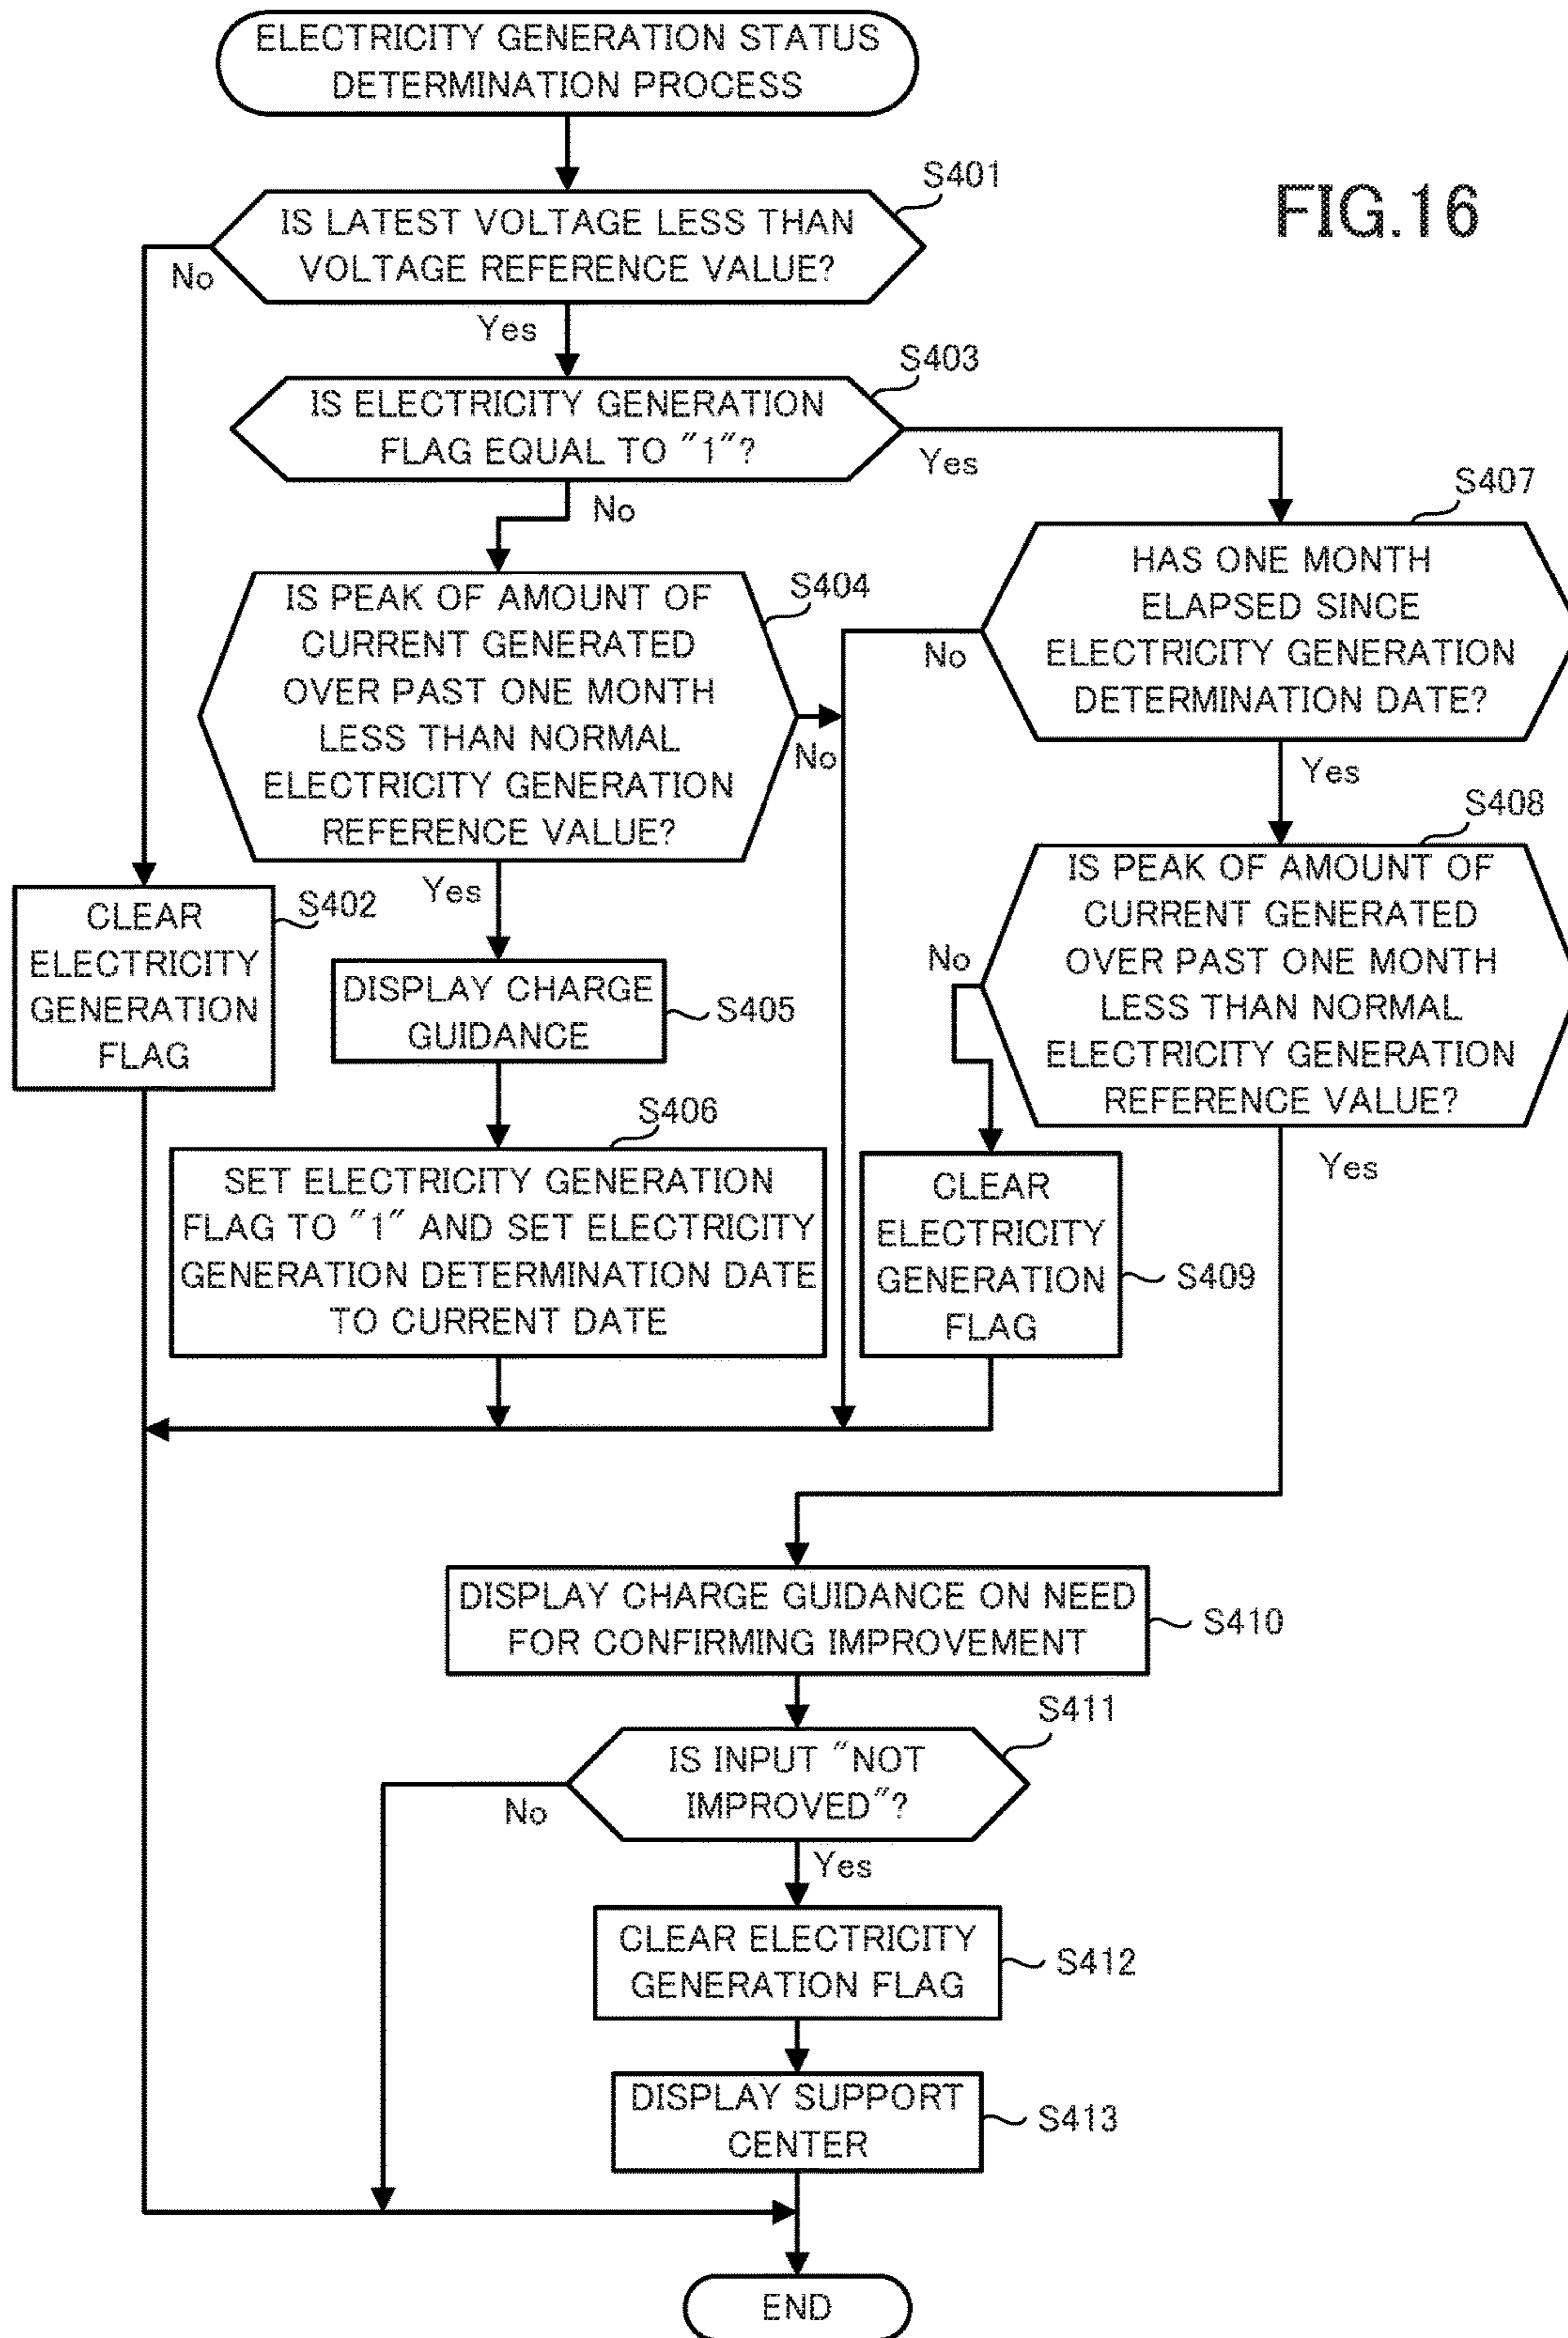 ELECTRICITY GENERATION STATUS
DETERMINATION PROCESS
FIG.16
S401
IS LATEST VOLTAGE LESS THAN
VOLTAGE REFERENCE VALUE?
No
Yes
S403
IS ELECTRICITY GENERATION
FLAG EQUAL TO "1"?
Yes
No
S407
HAS ONE MONTH
ELAPSED SINCE
ELECTRICITY GENERATION
DETERMINATION DATE?
No
Yes
S404
IS PEAK OF AMOUNT OF
CURRENT GENERATED
OVER PAST ONE MONTH
LESS THAN NORMAL
ELECTRICITY GENERATION
REFERENCE VALUE?
No
Yes
S408
IS PEAK OF AMOUNT OF
CURRENT GENERATED
OVER PAST ONE MONTH
LESS THAN NORMAL
ELECTRICITY GENERATION
REFERENCE VALUE?
No
Yes
S402
CLEAR
ELECTRICITY
GENERATION
FLAG
DISPLAY CHARGE
GUIDANCE
S405
S406
SET ELECTRICITY GENERATION
FLAG TO "1" AND SET ELECTRICITY
GENERATION DETERMINATION DATE
TO CURRENT DATE
CLEAR
ELECTRICITY
GENERATION
FLAG
S409
DISPLAY CHARGE GUIDANCE ON NEED
FOR CONFIRMING IMPROVEMENT
S410
S411
IS INPUT "NOT
IMPROVED"?
No
Yes
CLEAR ELECTRICITY
GENERATION FLAG
S412
DISPLAY SUPPORT
CENTER
S413
END